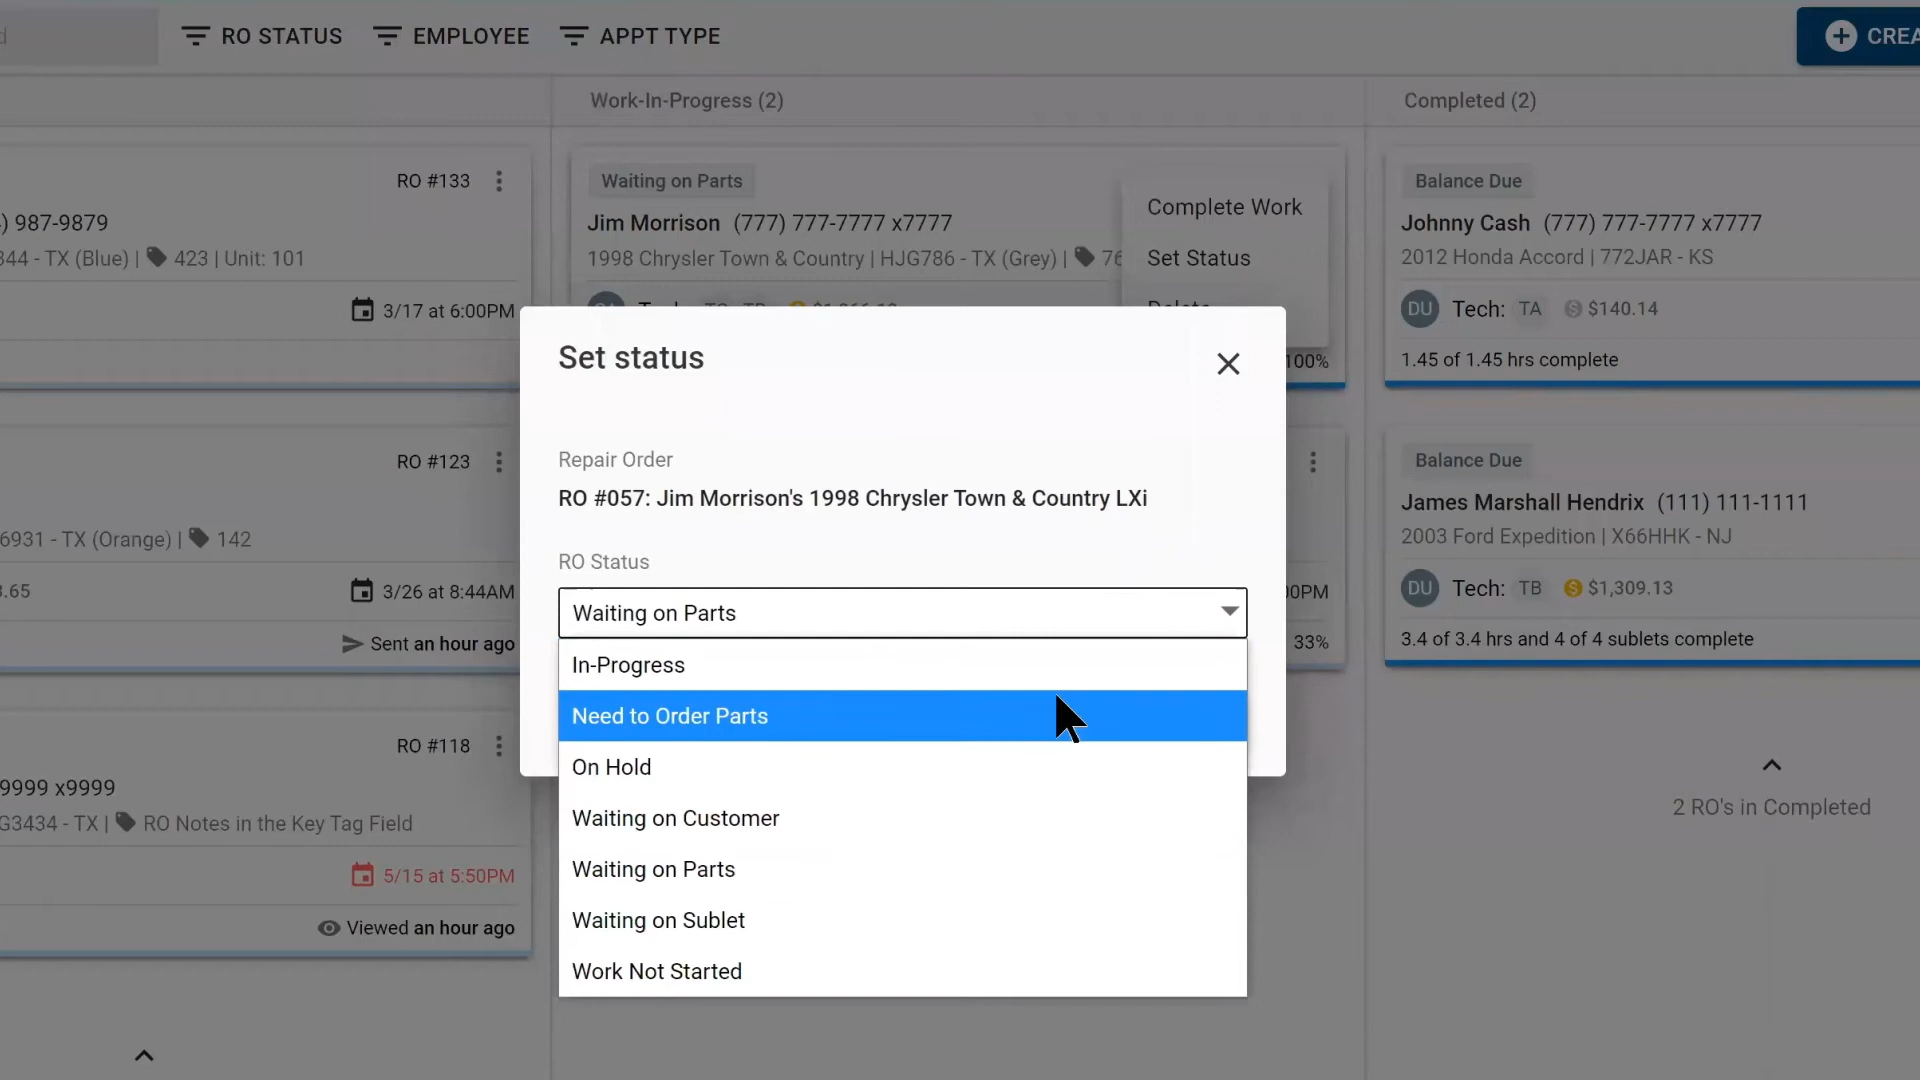 RO STATUS
EMPLOYEE
APPT TYPE
Work-In-Progress (2)
Completed (2)
RO #133
) 987-9879
344 - TX (Blue) | 423 | Unit: 101
3/17 at 6:00PM
RO #123
6931 - TX (Orange) | 142
.65
3/26 at 8:44AM
Sent an hour ago
RO #118
9999 x9999
G3434 - TX | RO Notes in the Key Tag Field
5/15 at 5:50PM
Viewed an hour ago
Waiting on Parts
Jim Morrison (777) 777-7777 x7777
1998 Chrysler Town & Country | HJG786 - TX (Grey) | 76
Complete Work
Set Status
Delete
100%
00PM
33%
Set status
Repair Order
RO #057: Jim Morrison's 1998 Chrysler Town & Country LXi
RO Status
Waiting on Parts
In-Progress
Need to Order Parts
On Hold
Waiting on Customer
Waiting on Parts
Waiting on Sublet
Work Not Started
Balance Due
Johnny Cash (777) 777-7777 x7777
2012 Honda Accord | 772JAR - KS
DU Tech: TA $140.14
1.45 of 1.45 hrs complete
Balance Due
James Marshall Hendrix (111) 111-1111
2003 Ford Expedition | X66HHK - NJ
DU Tech: TB $1,309.13
3.4 of 3.4 hrs and 4 of 4 sublets complete
2 RO's in Completed